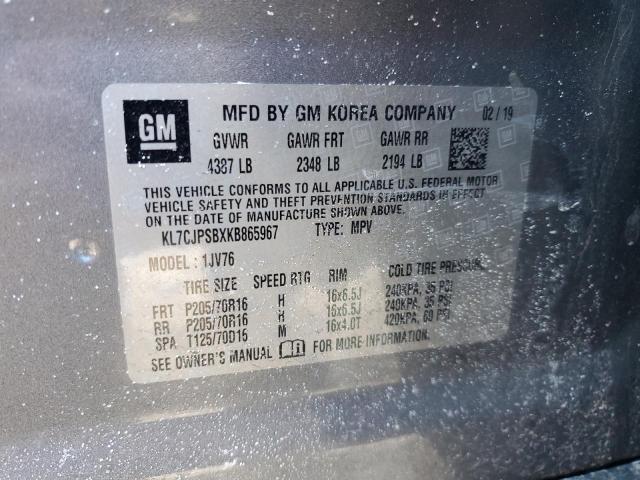 GM
MFD BY GM KOREA COMPANY 02 / 19
GVWR GAWR FRT GAWR RR
4387 LB 2348 LB 2194 LB
THIS VEHICLE CONFORMS TO ALL APPLICABLE U.S. FEDERAL MOTOR
VEHICLE SAFETY AND THEFT PREVENTION STANDARDS IN EFFECT
ON THE DATE OF MANUFACTURE SHOWN ABOVE.
KL7CJPSBXKB865967 TYPE: MPV
MODEL : 1JV76
TIRE SIZE SPEED RTG RIM COLD TIRE PRESSURE
FRT P205/70R16 H 16x6.5J 240KPA, 35 PSI
RR P205/70R16 H 16x6.5J 240KPA, 35 PSI
SPA T125/70D15 M 16x4.0T 420KPA, 60 PSI
SEE OWNER'S MANUAL FOR MORE INFORMATION.